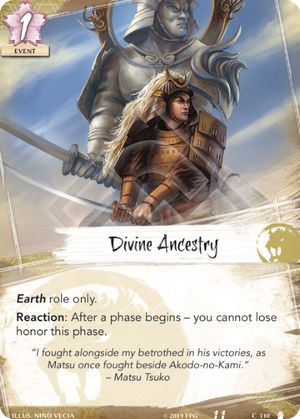 1
EVENT
Divine Ancestry
Earth role only.
Reaction: After a phase begins – you cannot lose
honor this phase.
“I fought alongside my betrothed in his victories, as
Matsu once fought beside Akodo-no-Kami.”
– Matsu Tsuko
ILLUS: NINO VECIA
© 2019 FFG
C 110